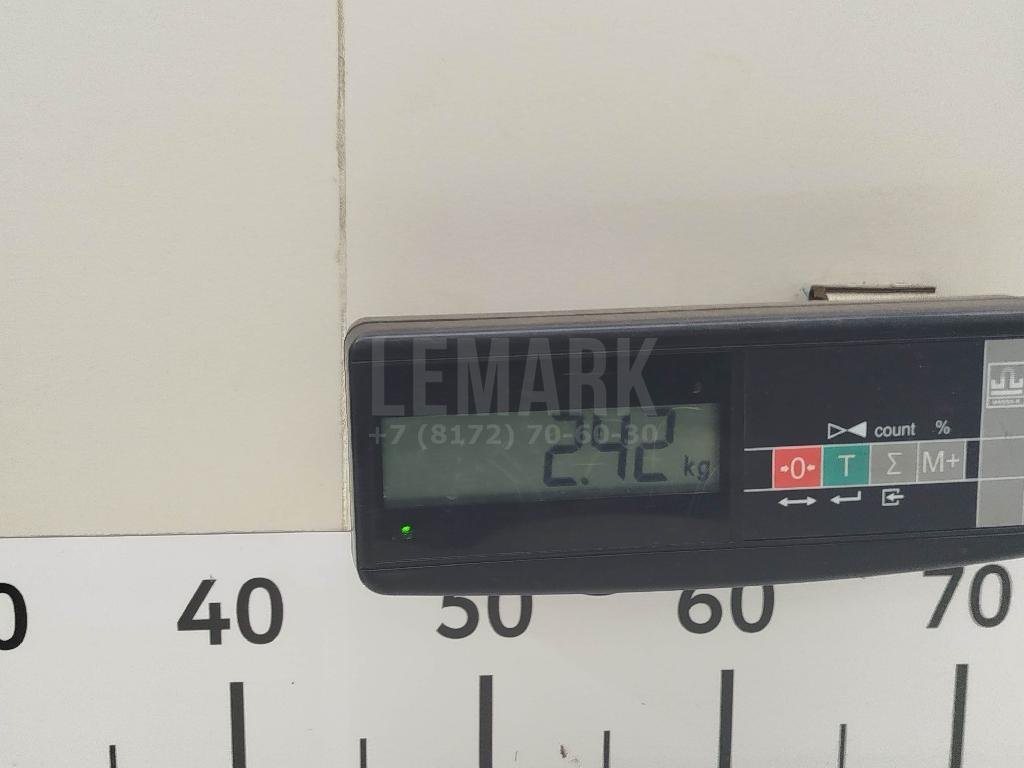 LEMARK
+7 (8172) 70-60-30
2.42 kg
count %
→0← T Σ M+
40 50 60 70